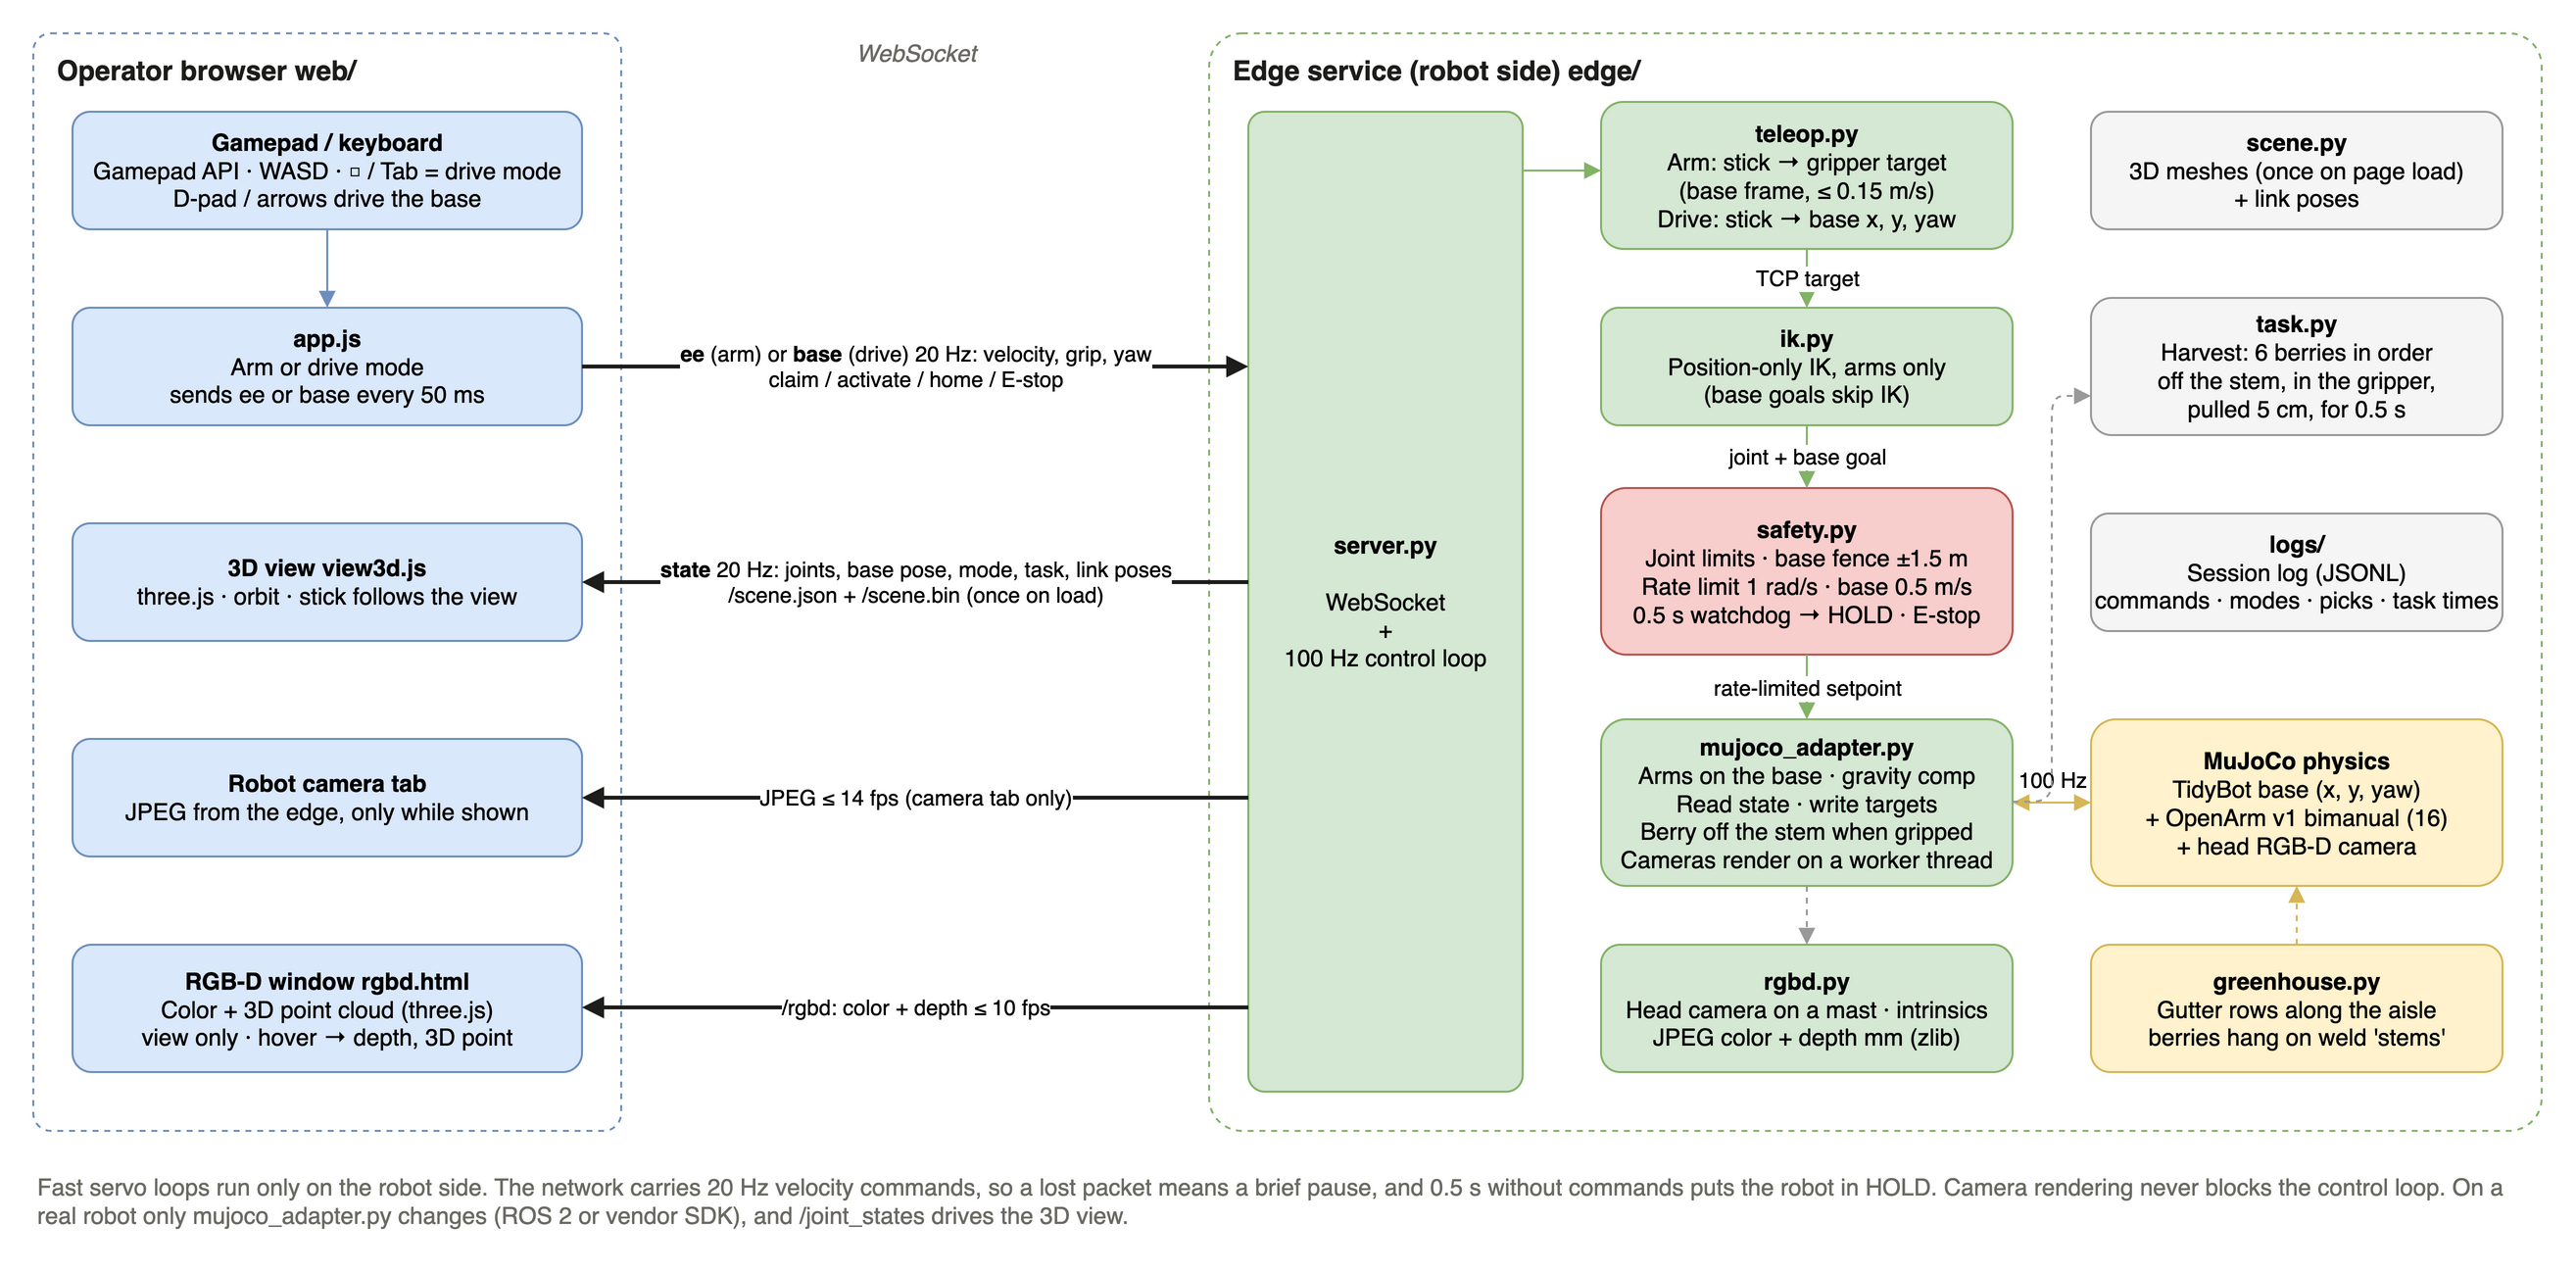 WebSocket
Operator browser web/
Gamepad / keyboard
Gamepad API · WASD · □ / Tab = drive mode
D-pad / arrows drive the base
app.js
Arm or drive mode
sends ee or base every 50 ms
3D view view3d.js
three.js · orbit · stick follows the view
Robot camera tab
JPEG from the edge, only while shown
RGB-D window rgbd.html
Color + 3D point cloud (three.js)
view only · hover → depth, 3D point
ee (arm) or base (drive) 20 Hz: velocity, grip, yaw
claim / activate / home / E-stop
state 20 Hz: joints, base pose, mode, task, link poses
/scene.json + /scene.bin (once on load)
JPEG ≤ 14 fps (camera tab only)
/rgbd: color + depth ≤ 10 fps
Edge service (robot side) edge/
server.py
WebSocket
+
100 Hz control loop
teleop.py
Arm: stick → gripper target
(base frame, ≤ 0.15 m/s)
Drive: stick → base x, y, yaw
TCP target
ik.py
Position-only IK, arms only
(base goals skip IK)
joint + base goal
safety.py
Joint limits · base fence ±1.5 m
Rate limit 1 rad/s · base 0.5 m/s
0.5 s watchdog → HOLD · E-stop
rate-limited setpoint
mujoco_adapter.py
Arms on the base · gravity comp
Read state · write targets
Berry off the stem when gripped
Cameras render on a worker thread
rgbd.py
Head camera on a mast · intrinsics
JPEG color + depth mm (zlib)
100 Hz
scene.py
3D meshes (once on page load)
+ link poses
task.py
Harvest: 6 berries in order
off the stem, in the gripper,
pulled 5 cm, for 0.5 s
logs/
Session log (JSONL)
commands · modes · picks · task times
MuJoCo physics
TidyBot base (x, y, yaw)
+ OpenArm v1 bimanual (16)
+ head RGB-D camera
greenhouse.py
Gutter rows along the aisle
berries hang on weld 'stems'
Fast servo loops run only on the robot side. The network carries 20 Hz velocity commands, so a lost packet means a brief pause, and 0.5 s without commands puts the robot in HOLD. Camera rendering never blocks the control loop. On a
real robot only mujoco_adapter.py changes (ROS 2 or vendor SDK), and /joint_states drives the 3D view.